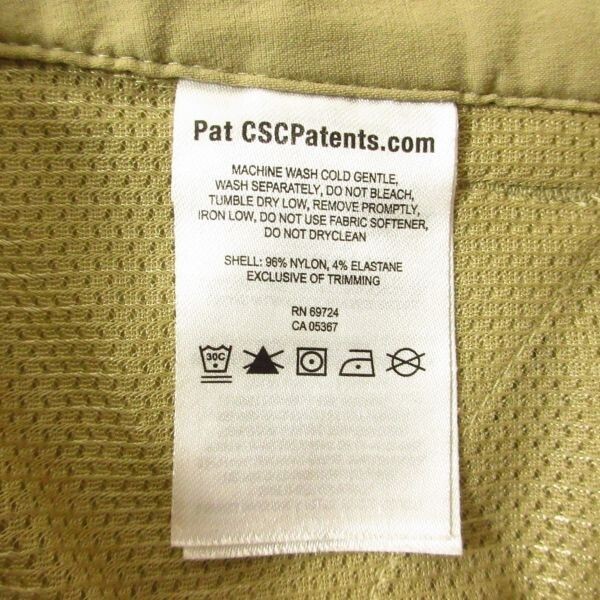 Pat CSCPatents.com
MACHINE WASH COLD GENTLE,
WASH SEPARATELY, DO NOT BLEACH,
TUMBLE DRY LOW, REMOVE PROMPTLY,
IRON LOW, DO NOT USE FABRIC SOFTENER,
DO NOT DRYCLEAN
SHELL: 96% NYLON, 4% ELASTANE
EXCLUSIVE OF TRIMMING
RN 69724
CA 05367
30C